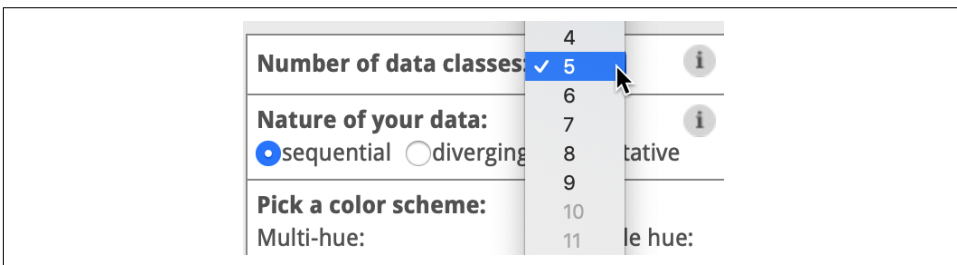 4
Number of data classes: ✓ 5 i
6
Nature of your data: 7 i
sequential diverging 8 tative
9
Pick a color scheme: 10
Multi-hue: 11 le hue: